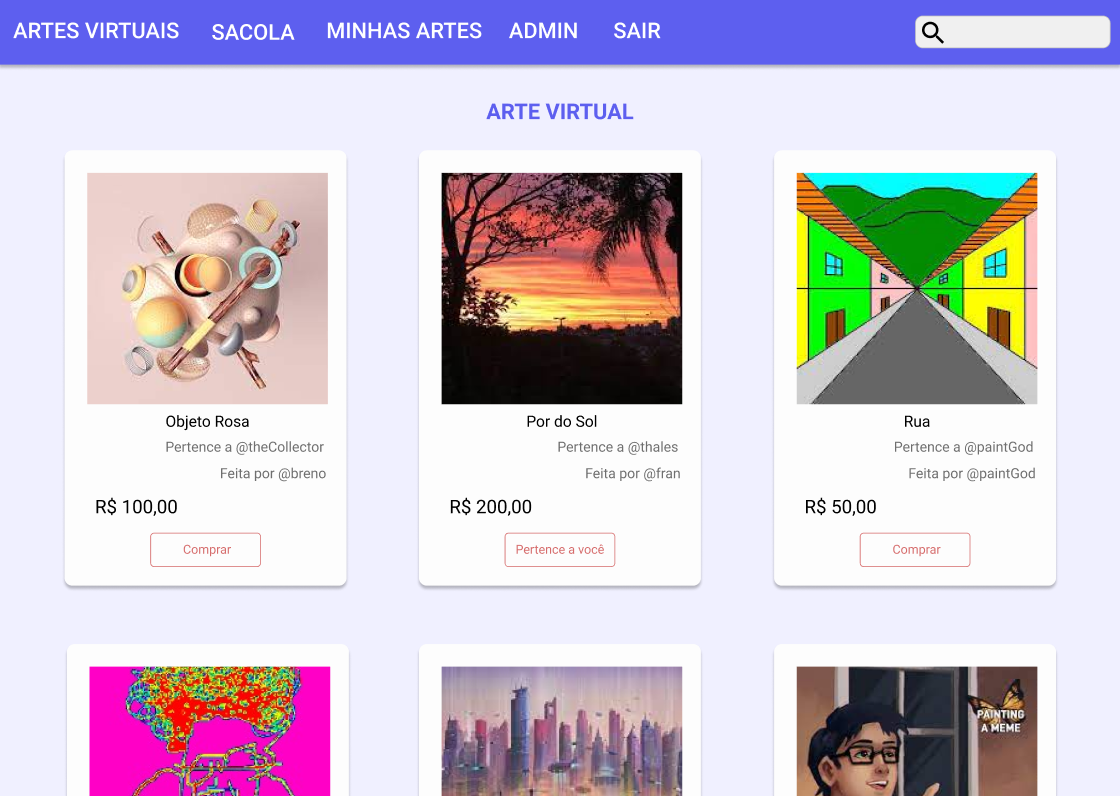 ARTES VIRTUAIS SACOLA MINHAS ARTES ADMIN SAIR
ARTE VIRTUAL
Objeto Rosa
Pertence a @theCollector
Feita por @breno
R$ 100,00
Comprar
Por do Sol
Pertence a @thales
Feita por @fran
R$ 200,00
Pertence a você
Rua
Pertence a @paintGod
Feita por @paintGod
R$ 50,00
Comprar
PAINTING
A MEME